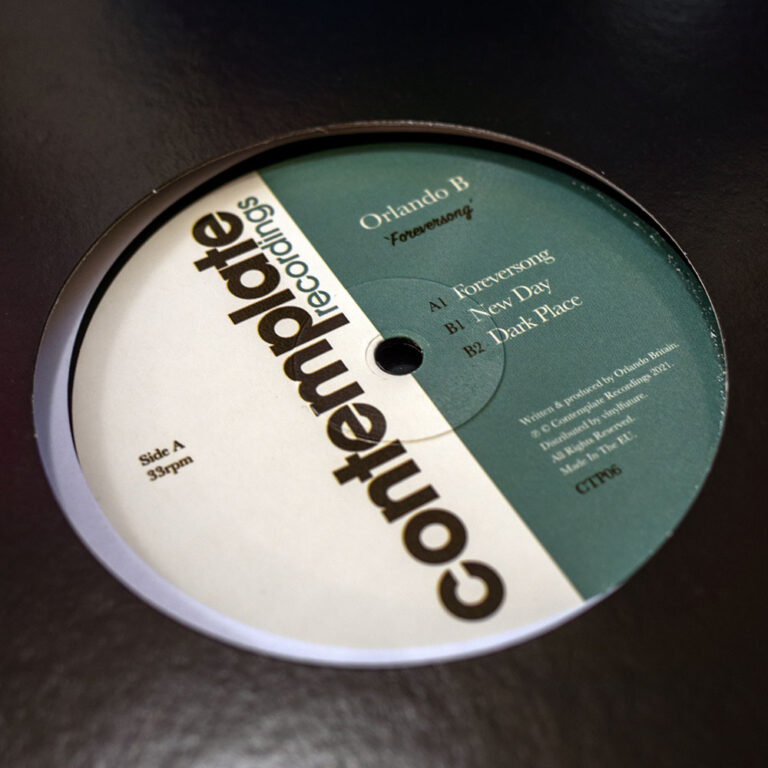 contemplate
recordings
Side A
33rpm
Orlando B
'Foreversong'
A1 Foreversong
B1 New Day
B2 Dark Place
Written & produced by Orlando Britain.
℗ © Contemplate Recordings 2021.
Distributed by vinylfuture.
All Rights Reserved.
Made In The EU.
CTP06